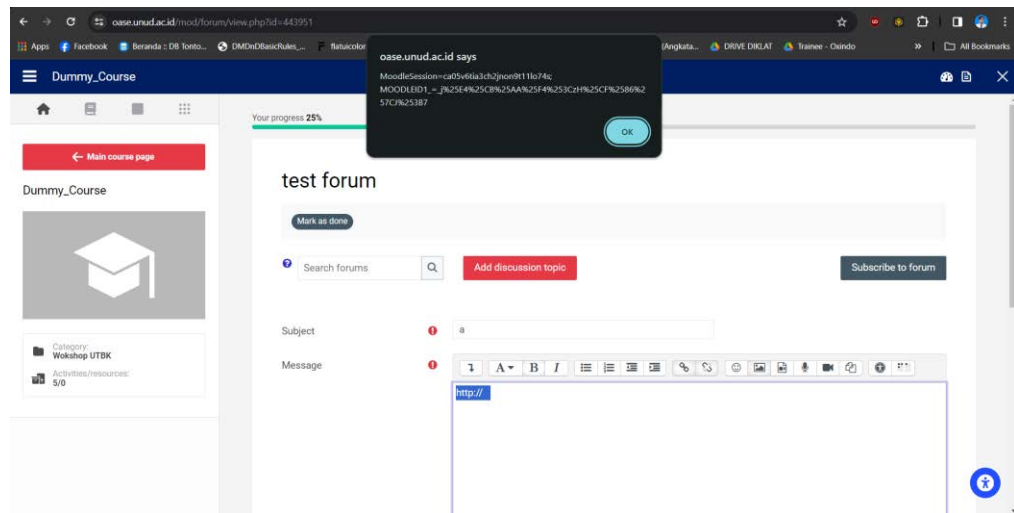 oase.unud.ac.id/mod/forum/view.php?id=443951
Apps Facebook Beranda :: DB Tonto... DMDnDBasicRules_... flatuicolor (Angkata... DRIVE DIKLAT Trainee - Osindo » All Bookmarks
oase.unud.ac.id says
MoodleSession=ca05v6tia3ch2jnon9t11lo74s;
MOODLEID1_=_j%25E4%25C8%25AA%25F4%253CzH%25CF%2586%2
57CJ%253B7
OK
Dummy_Course
Your progress 25%
Main course page
Dummy_Course
Category:
Wokshop UTBK
Activities/resources:
5/0
test forum
Mark as done
Search forums
Add discussion topic
Subscribe to forum
Subject
a
Message
A B I
http://